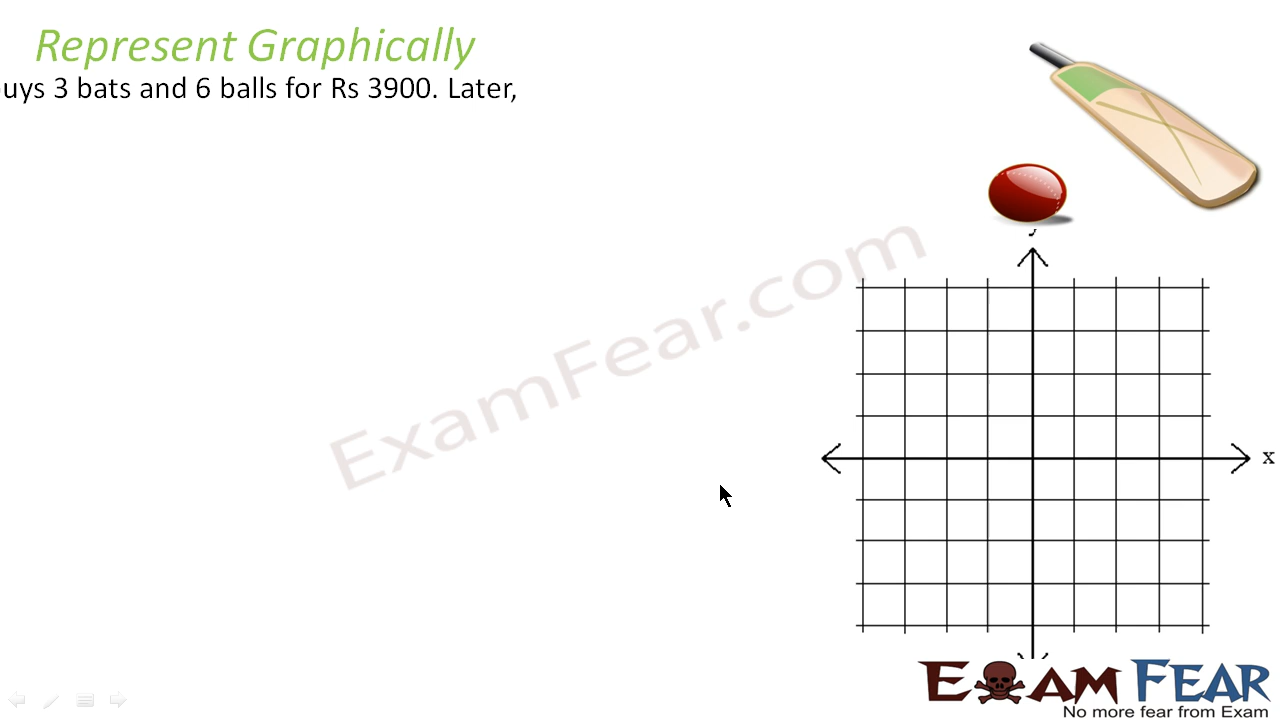 Represent Graphically
uys 3 bats and 6 balls for Rs 3900. Later,
y
ExamFear.com
x
EXAM FEAR
No more fear from Exam